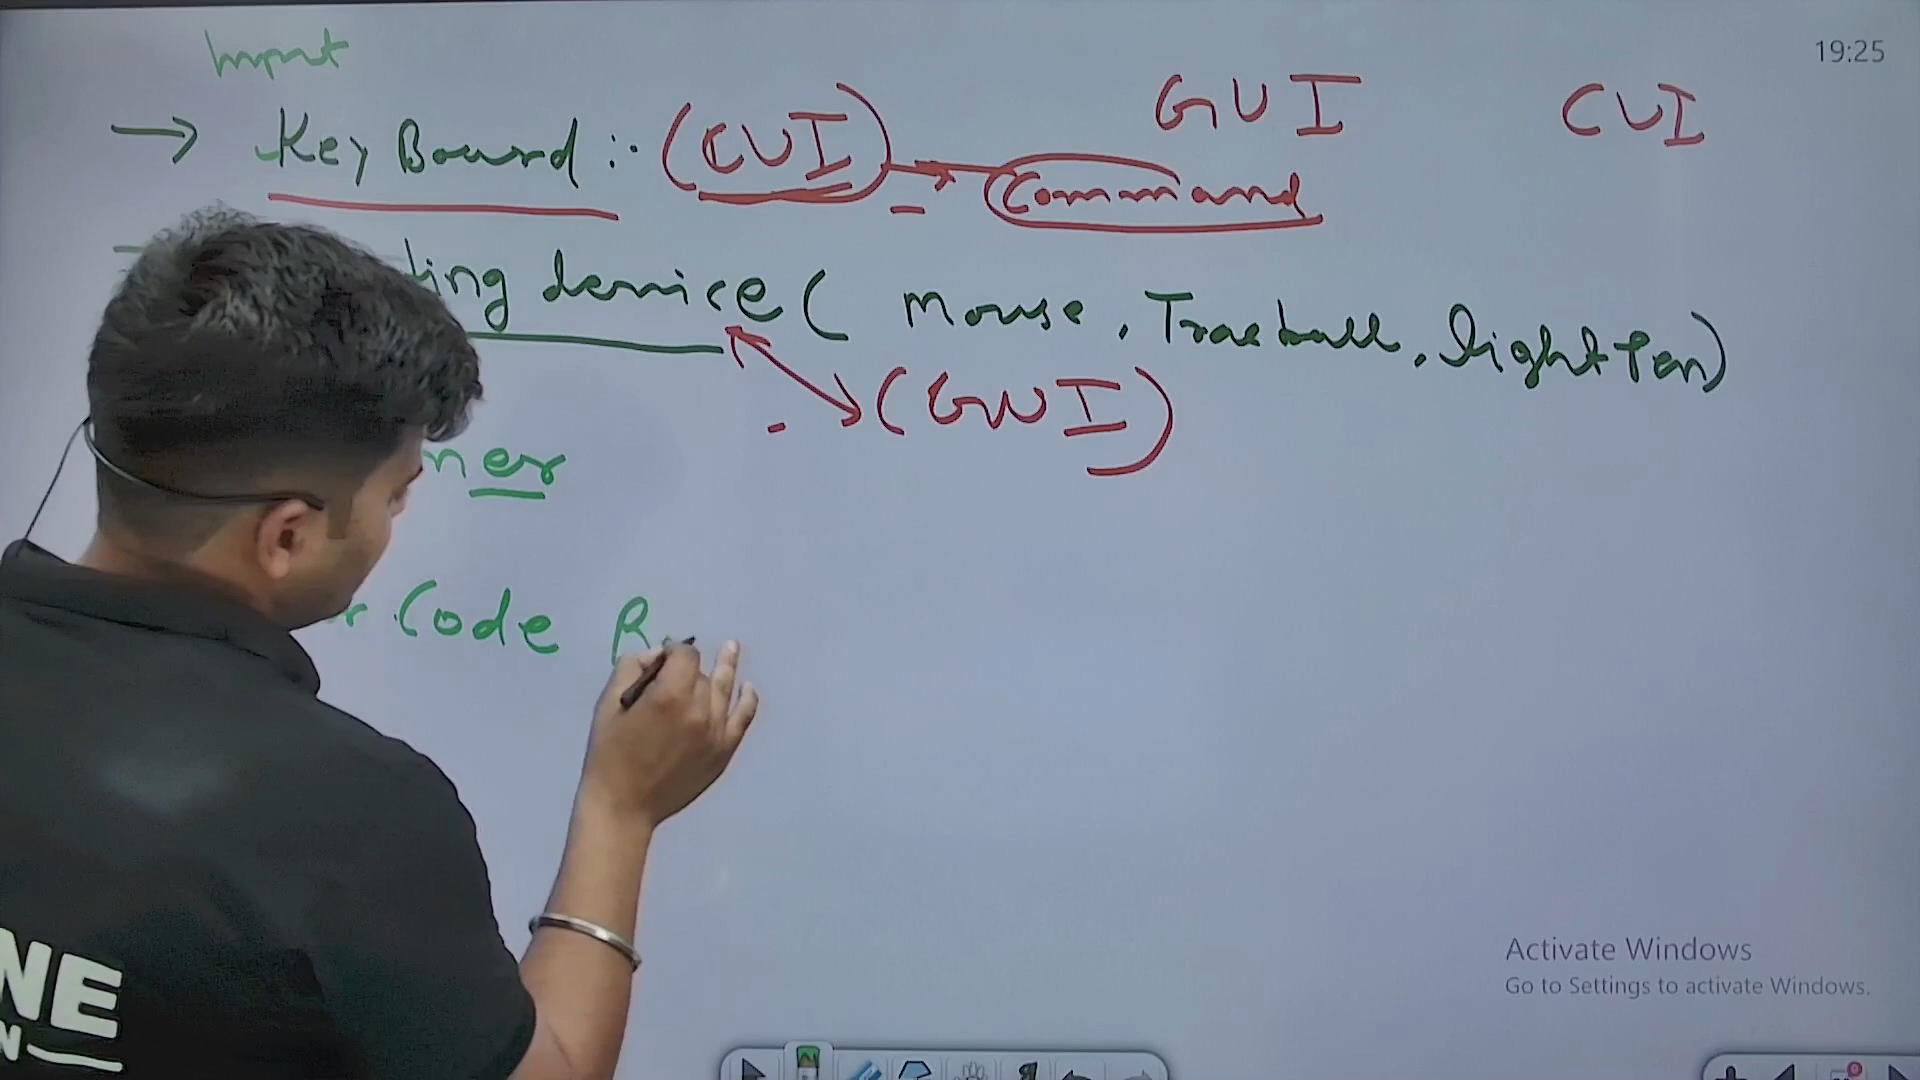 Input
19:25
GUI CUI
→ Key Board :- (CUI) → Command
ting device ( Mouse, Tracball, light Pen)
(GUI)
ner
r Code R
Activate Windows
Go to Settings to activate Windows.
NE
N